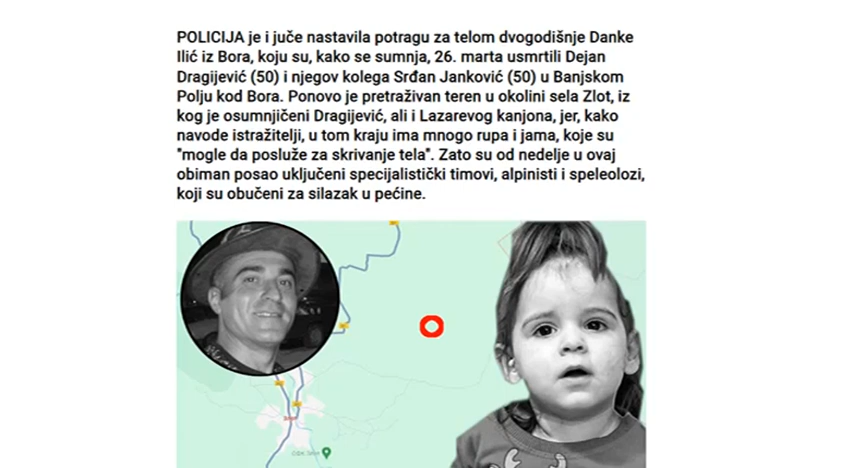 POLICIJA je i juče nastavila potragu za telom dvogodišnje Danke
Ilić iz Bora, koju su, kako se sumnja, 26. marta usmrtili Dejan
Dragijević (50) i njegov kolega Srđan Janković (50) u Banjskom
Polju kod Bora. Ponovo je pretraživan teren u okolini sela Zlot, iz
kog je osumnjičeni Dragijević, ali i Lazarevog kanjona, jer, kako
navode istražitelji, u tom kraju ima mnogo rupa i jama, koje su
"mogle da posluže za skrivanje tela". Zato su od nedelje u ovaj
obiman posao uključeni specijalistički timovi, alpinisti i speleolozi,
koji su obučeni za silazak u pećine.